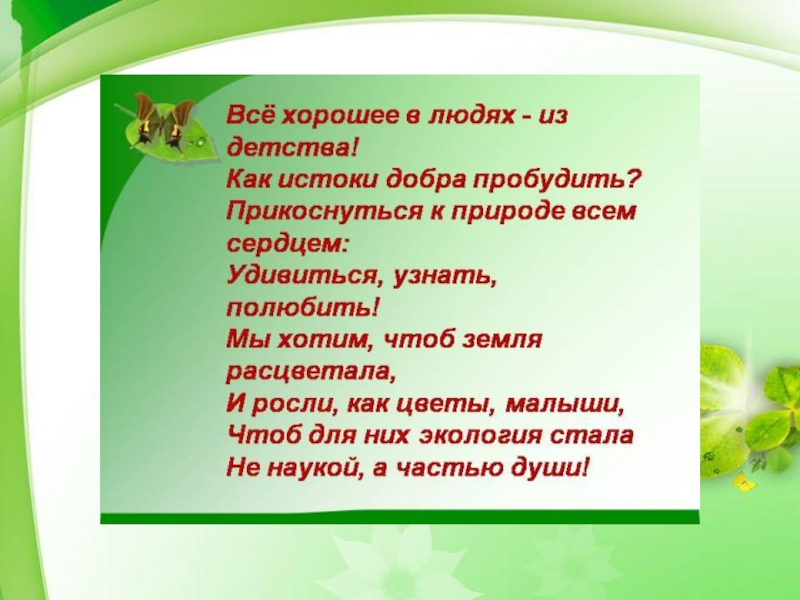 Всё хорошее в людях - из
детства!
Как истоки добра пробудить?
Прикоснуться к природе всем
сердцем:
Удивиться, узнать,
полюбить!
Мы хотим, чтоб земля
расцветала,
И росли, как цветы, малыши,
Чтоб для них экология стала
Не наукой, а частью души!